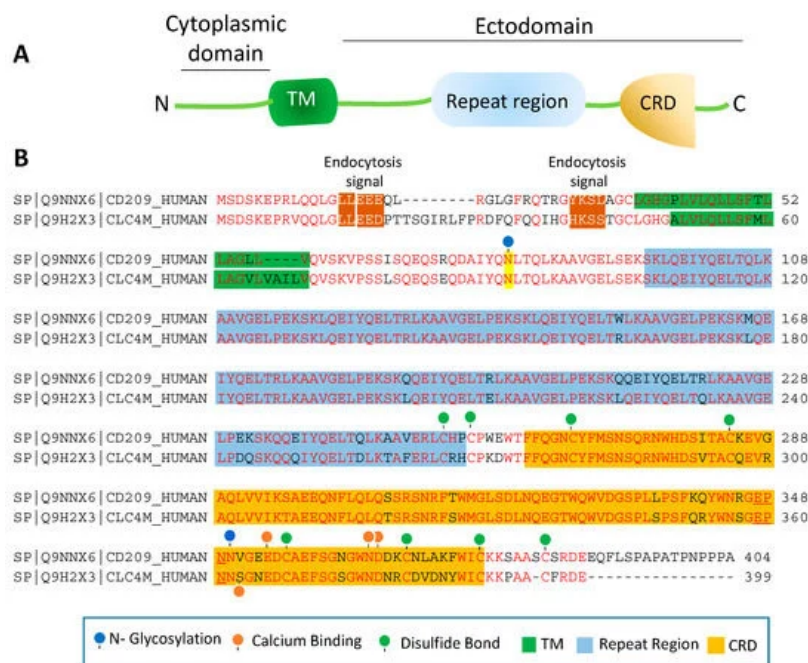 Cytoplasmic
domain
Ectodomain
A
N
TM
Repeat region
CRD
C
B
Endocytosis
signal
Endocytosis
signal
SP|Q9NNX6|CD209_HUMAN MSDSKEPRLQQLGLLEEEQL--------RGLGFRQTRGYKSLAGCLGHGPLVLQLLSFTL 52
SP|Q9H2X3|CLC4M_HUMAN MSDSKEPRVQQLGLLEEDPTTSGIRLFPRDFQFQQIHGHKSSTGCLGHGALVLQLLSFML 60
SP|Q9NNX6|CD209_HUMAN LAGLL----VQVSKVPSSISQEQSRQDAIYQNLTQLKAAVGELSEKSKLQEIYQELTQLK 108
SP|Q9H2X3|CLC4M_HUMAN LAGVLVAILVQVSKVPSSLSQEQSEQDAIYQNLTQLKAAVGELSEKSKLQEIYQELTQLK 120
SP|Q9NNX6|CD209_HUMAN AAVGELPEKSKLQEIYQELTRLKAAVGELPEKSKLQEIYQELTWLKAAVGELPEKSKMQE 168
SP|Q9H2X3|CLC4M_HUMAN AAVGELPEKSKLQEIYQELTRLKAAVGELPEKSKLQEIYQELTRLKAAVGELPEKSKLQE 180
SP|Q9NNX6|CD209_HUMAN IYQELTRLKAAVGELPEKSKQQEIYQELTRLKAAVGELPEKSKQQEIYQELTRLKAAVGE 228
SP|Q9H2X3|CLC4M_HUMAN IYQELTRLKAAVGELPEKSKLQEIYQELTELKAAVGELPEKSKLQEIYQELTQLKAAVGE 240
SP|Q9NNX6|CD209_HUMAN LPEKSKQQEIYQELTQLKAAVERLCHPCPWEWTFFQGNCYFMSNSQRNWHDSITACKEVG 288
SP|Q9H2X3|CLC4M_HUMAN LPDQSKQQQIYQELTDLKTAFERLCRHCPKDWTFFQGNCYFMSNSQRNWHDSVTACQEVR 300
SP|Q9NNX6|CD209_HUMAN AQLVVIKSAEEQNFLQLQSSRSNRFTWMGLSDLNQEGTWQWVDGSPLLPSFKQYWNRGEP 348
SP|Q9H2X3|CLC4M_HUMAN AQLVVIKTAEEQNFLQLQTSRSNRFSWMGLSDLNQEGTWQWVDGSPLSPSFQRYWNSGEP 360
SP|Q9NNX6|CD209_HUMAN NNVGEEDCAEFSGNGWNDDKCNLAKFWICKKSAASCSRDEEQFLSPAPATPNPPPA 404
SP|Q9H2X3|CLC4M_HUMAN NNSGNEDCAEFSGSGWNDNRCDVDNYWICKKPAA-CFRDE---------------- 399
N- Glycosylation
Calcium Binding
Disulfide Bond
TM
Repeat Region
CRD